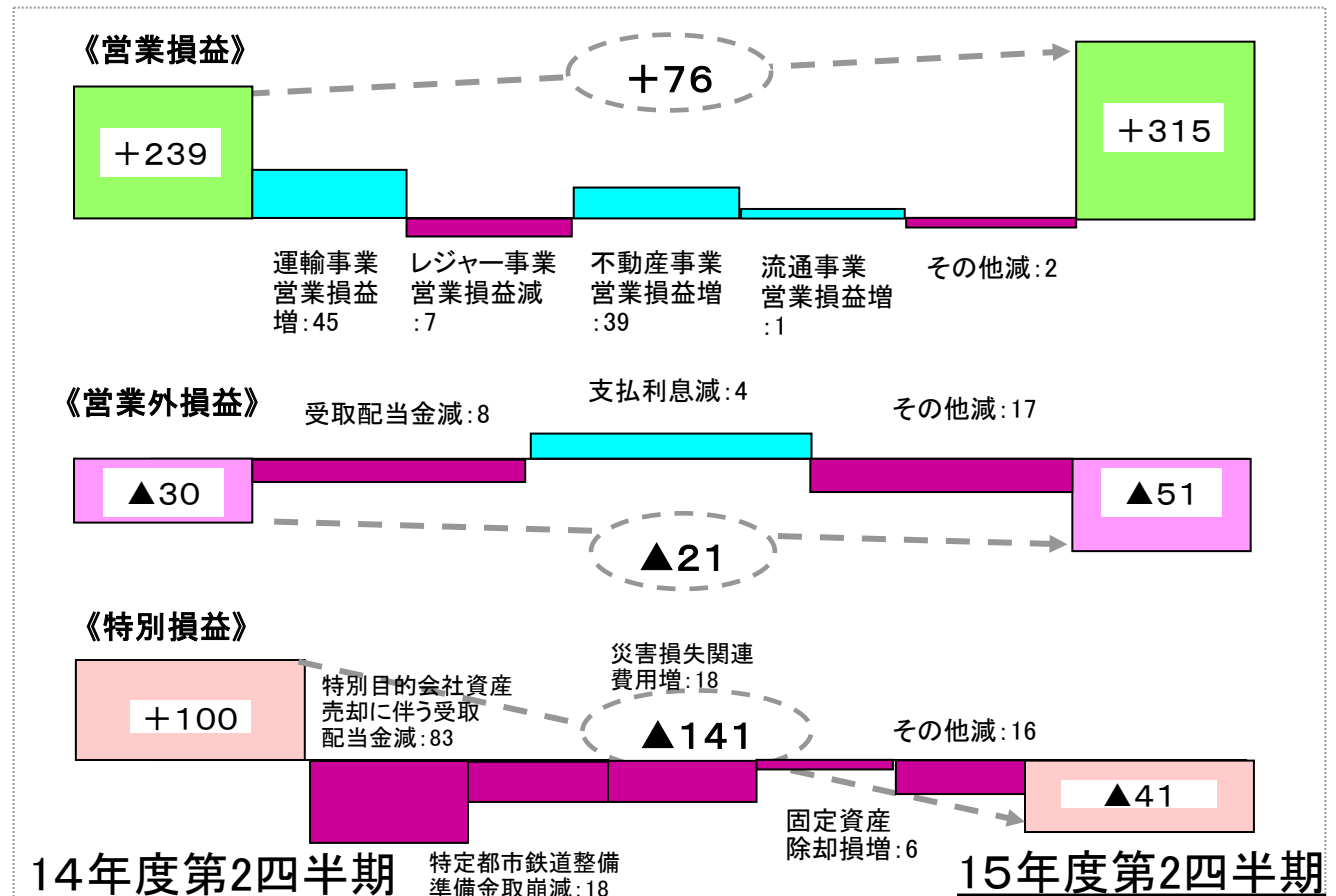 《営業損益》
+76
+239
+315
運輸事業
営業損益
増:45
レジャー事業
営業損益減
:7
不動産事業
営業損益増
:39
流通事業
営業損益増
:1
その他減:2
《営業外損益》
受取配当金減:8
支払利息減:4
その他減:17
▲30
▲51
▲21
《特別損益》
+100
特別目的会社資産
売却に伴う受取
配当金減:83
災害損失関連
費用増:18
▲141
その他減:16
▲41
固定資産
除却損増:6
特定都市鉄道整備
準備金取崩減:18
14年度第2四半期
15年度第2四半期